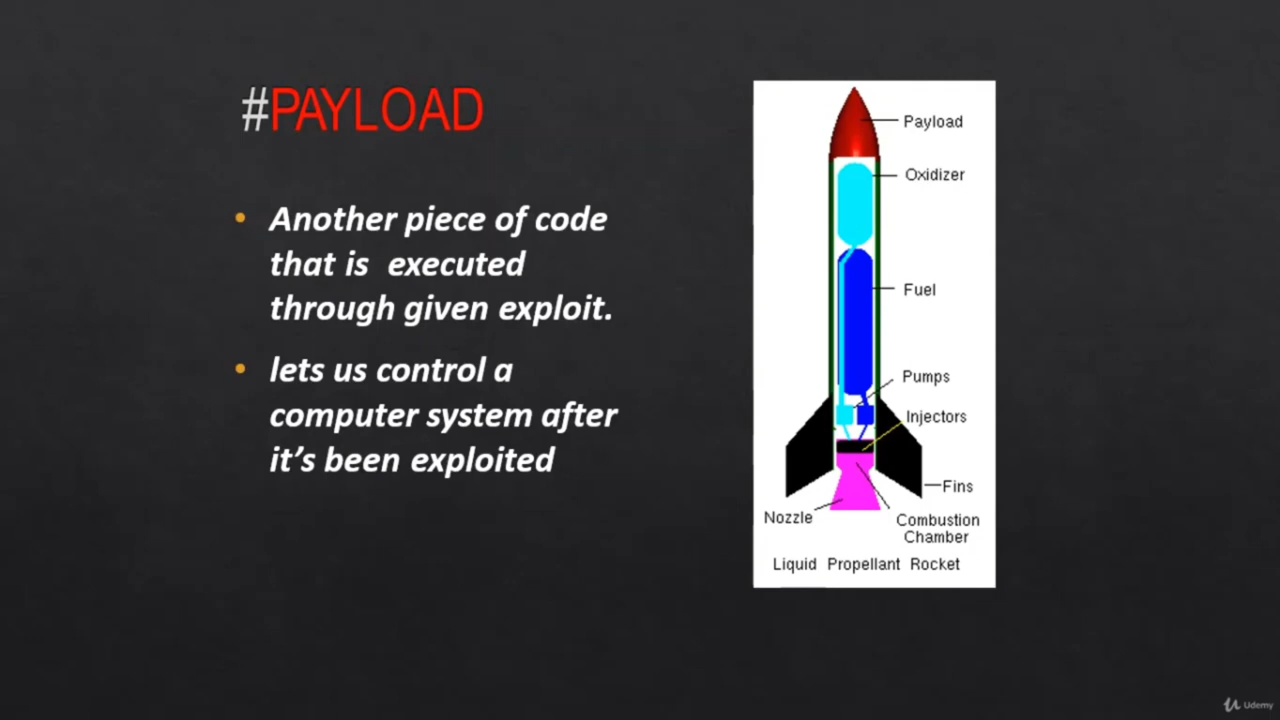 #PAYLOAD
• Another piece of code
that is executed
through given exploit.
• lets us control a
computer system after
it’s been exploited
Payload
Oxidizer
Fuel
Pumps
Injectors
Fins
Nozzle
Combustion
Chamber
Liquid Propellant Rocket
Udemy